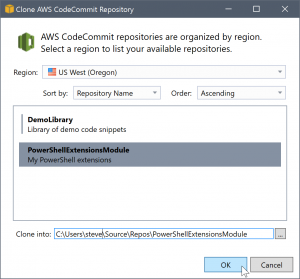 Clone AWS CodeCommit Repository
AWS CodeCommit repositories are organized by region.
Select a region to list your available repositories.
Region: US West (Oregon)
Sort by: Repository Name Order: Ascending
DemoLibrary
Library of demo code snippets
PowerShellExtensionsModule
My PowerShell extensions
Clone into: C:\Users\steve\Source\Repos\PowerShellExtensionsModule ...
OK Cancel